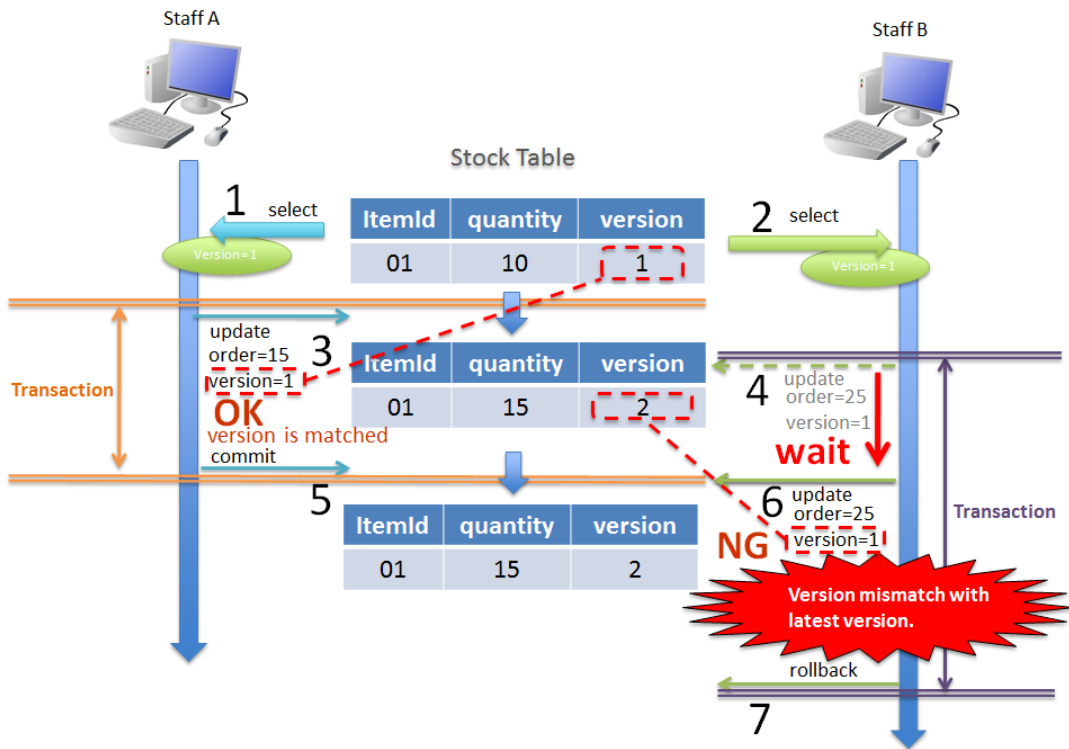 Staff A
Staff B
Stock Table
1
select
Version= 1
ItemId quantity version
01 10 1
2
select
Version=1
Transaction
update
order=15
version=1
3
OK
version is matched
commit
ItemId quantity version
01 15 2
4
update
order=25
version=1
wait
5
ItemId quantity version
01 15 2
6
update
order=25
version=1
NG
Transaction
Version mismatch with
latest version.
rollback
7